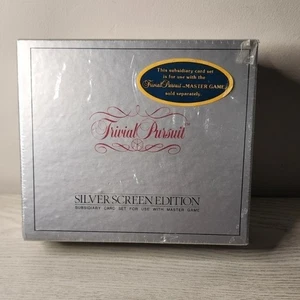 This subsidiary card set
is for use with the
Trivial Pursuit MASTER GAME
sold separately.
Trivial Pursuit
SILVER SCREEN EDITION
SUBSIDIARY CARD SET FOR USE WITH MASTER GAME